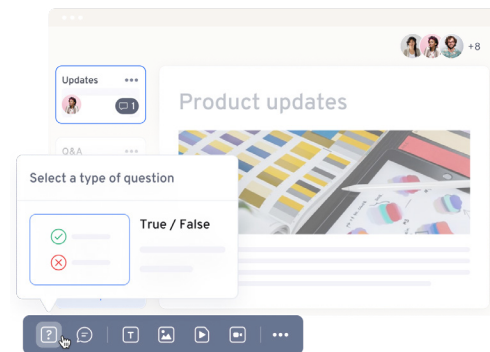 +8
Updates
1
Product updates
Q&A
Select a type of question
True / False
?
T